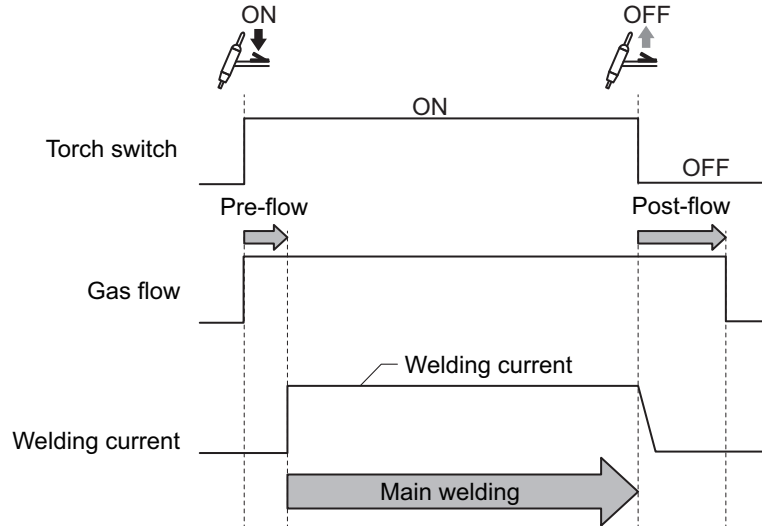 ON
OFF
ON
Torch switch
OFF
Pre-flow
Post-flow
Gas flow
Welding current
Welding current
Main welding